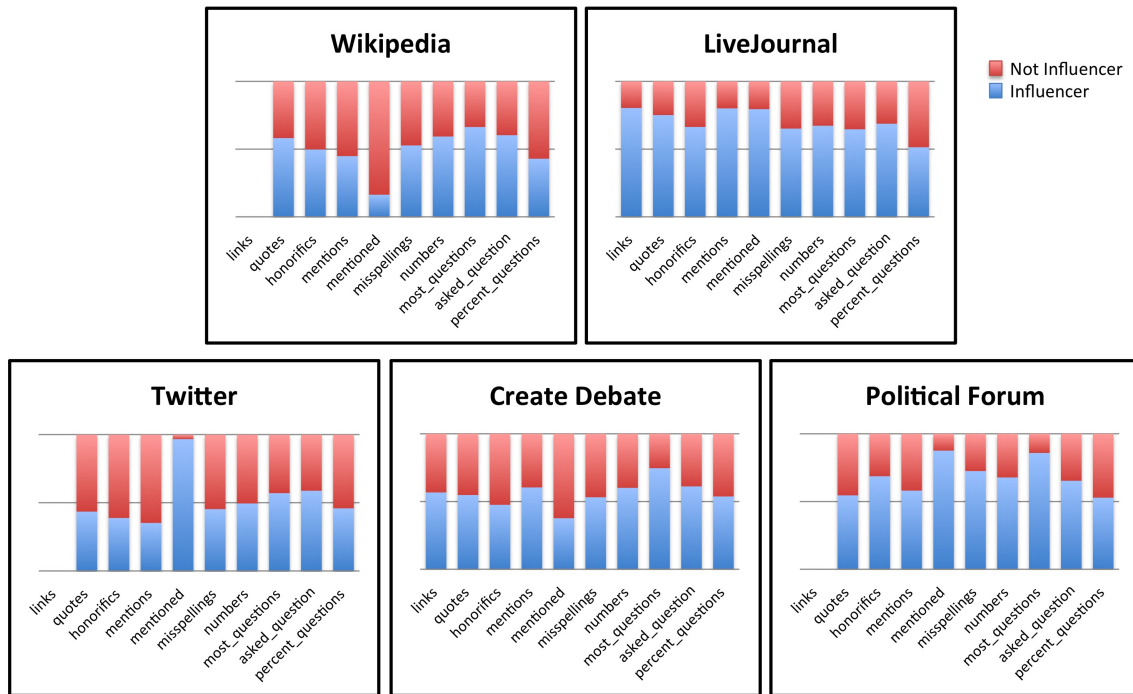 Wikipedia
links
quotes
honorifics
mentions
mentioned
misspellings
numbers
most_questions
asked_question
percent_questions
LiveJournal
links
quotes
honorifics
mentions
mentioned
misspellings
numbers
most_questions
asked_question
percent_questions
Not Influencer
Influencer
Twitter
links
quotes
honorifics
mentions
mentioned
misspellings
numbers
most_questions
asked_question
percent_questions
Create Debate
links
quotes
honorifics
mentions
mentioned
misspellings
numbers
most_questions
asked_question
percent_questions
Political Forum
links
quotes
honorifics
mentions
mentioned
misspellings
numbers
most_questions
asked_question
percent_questions